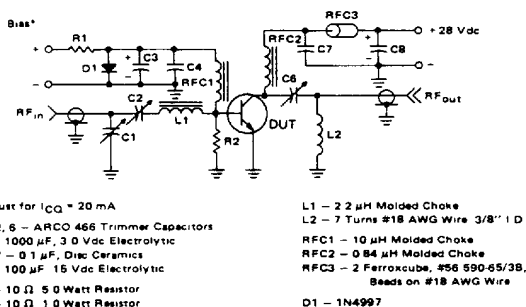 Bias*
R1
D1
C3
C4
RFC1
RFC2
RFC3
C7
C8
+ 28 Vdc
C6
RFin
C1
C2
L1
R2
DUT
L2
RFout
ust for ICQ = 20 mA
, 6 – ARCO 466 Trimmer Capacitors
1000 µF, 3 0 Vdc Electrolytic
– 0 1 µF, Disc Ceramics
100 µF 15 Vdc Electrolytic
– 10 Ω 5 0 Watt Resistor
– 10 Ω 1 0 Watt Resistor
L1 – 2 2 µH Molded Choke
L2 – 7 Turns #18 AWG Wire 3/8" I D
RFC1 – 10 µH Molded Choke
RFC2 – 0 84 µH Molded Choke
RFC3 – 2 Ferroxcube, #56 590-65/3B,
Beads on #18 AWG Wire
D1 – 1N4997